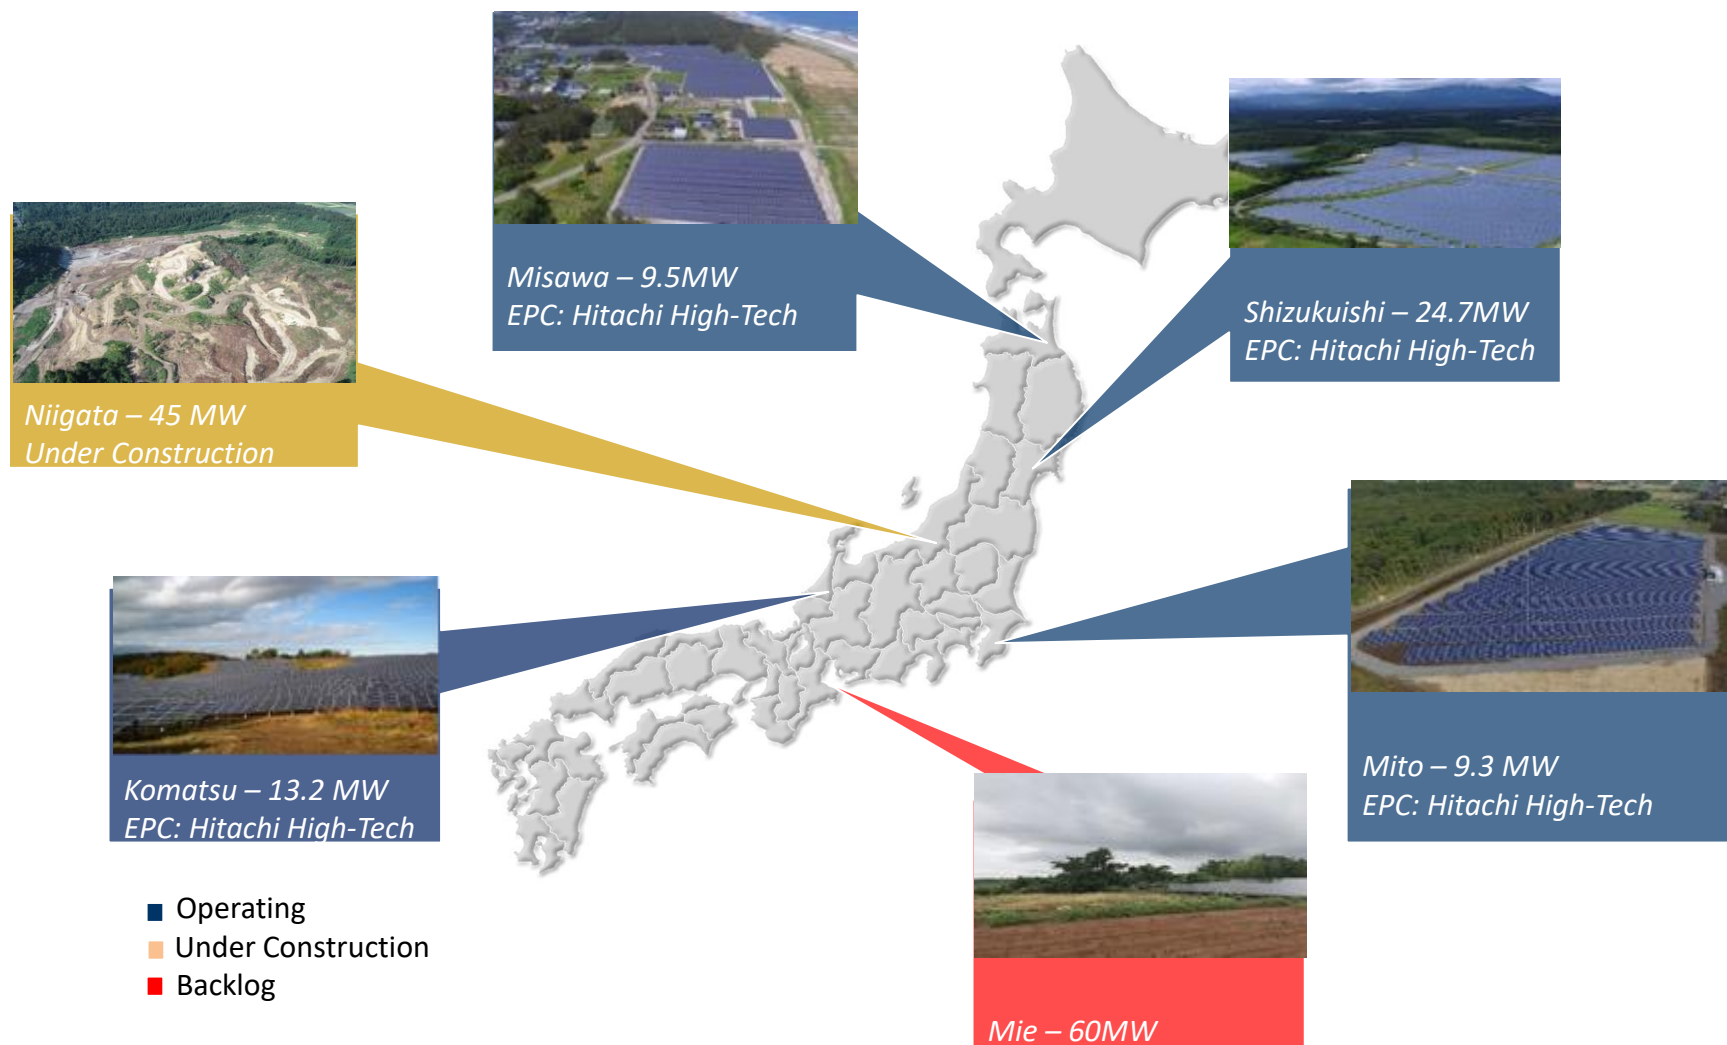 Misawa – 9.5MW
EPC: Hitachi High-Tech
Shizukuishi – 24.7MW
EPC: Hitachi High-Tech
Niigata – 45 MW
Under Construction
Komatsu – 13.2 MW
EPC: Hitachi High-Tech
Mito – 9.3 MW
EPC: Hitachi High-Tech
Operating
Under Construction
Backlog
Mie – 60MW